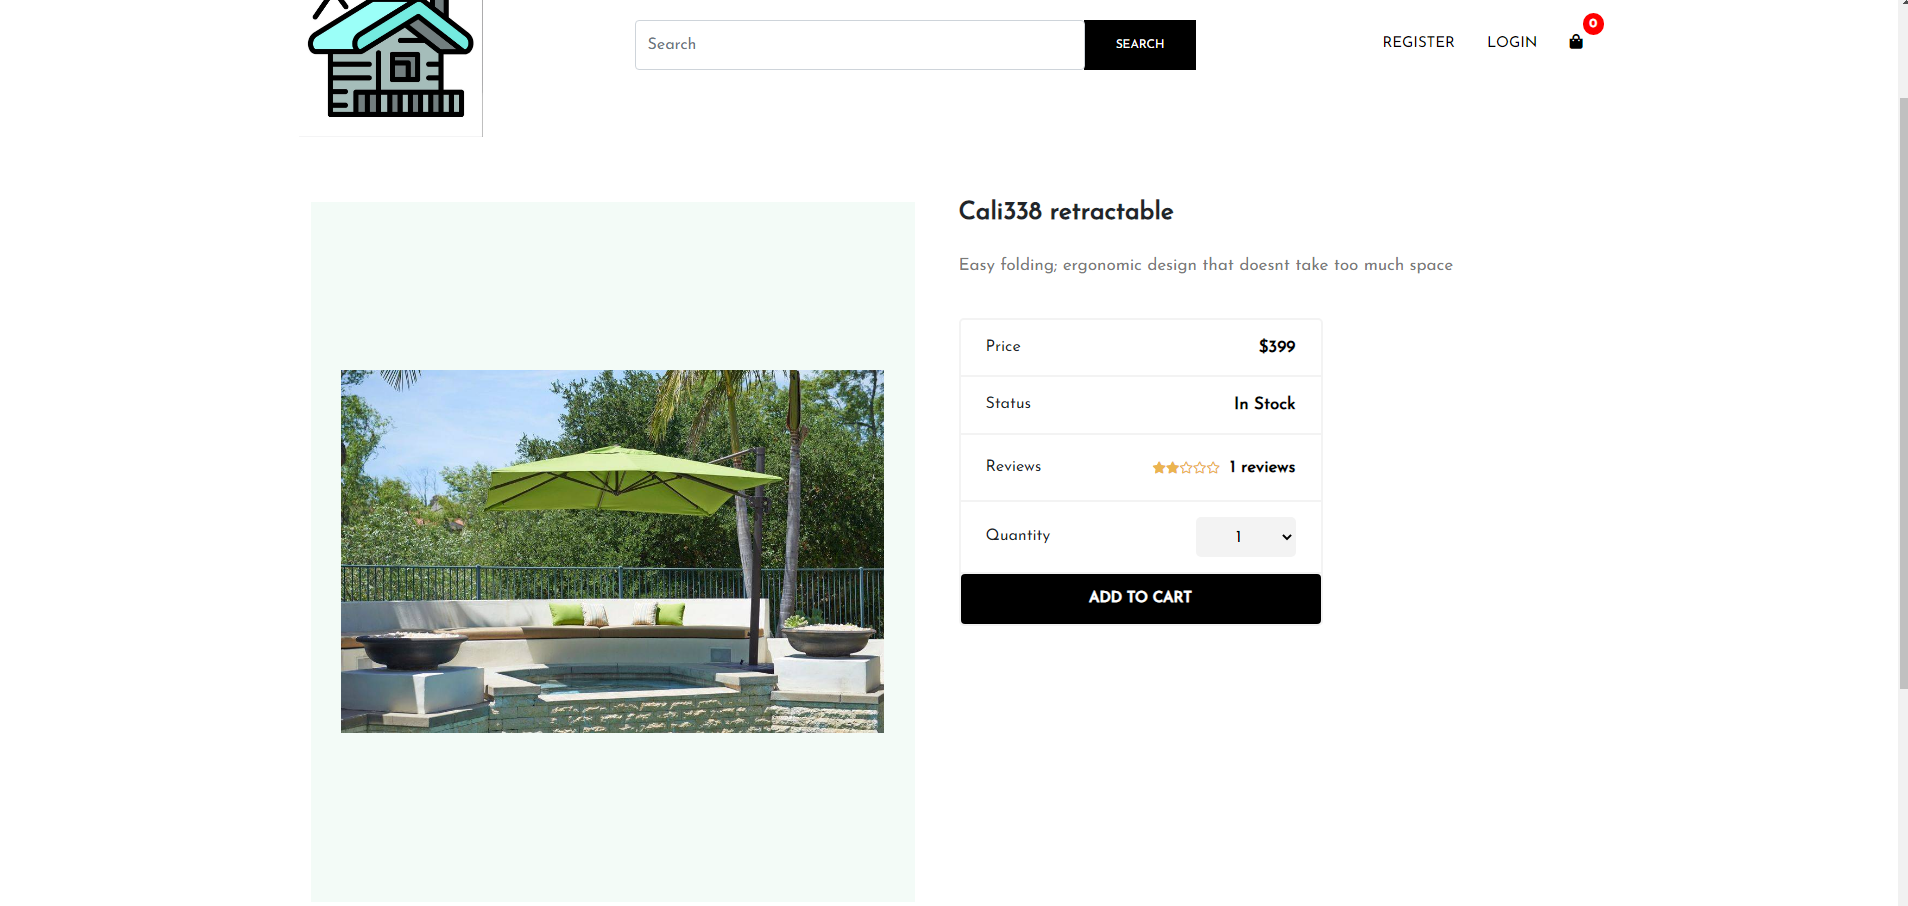 Search
SEARCH
REGISTER
LOGIN
0
Cali338 retractable
Easy folding; ergonomic design that doesnt take too much space
Price
$399
Status
In Stock
Reviews
1 reviews
Quantity
1
ADD TO CART